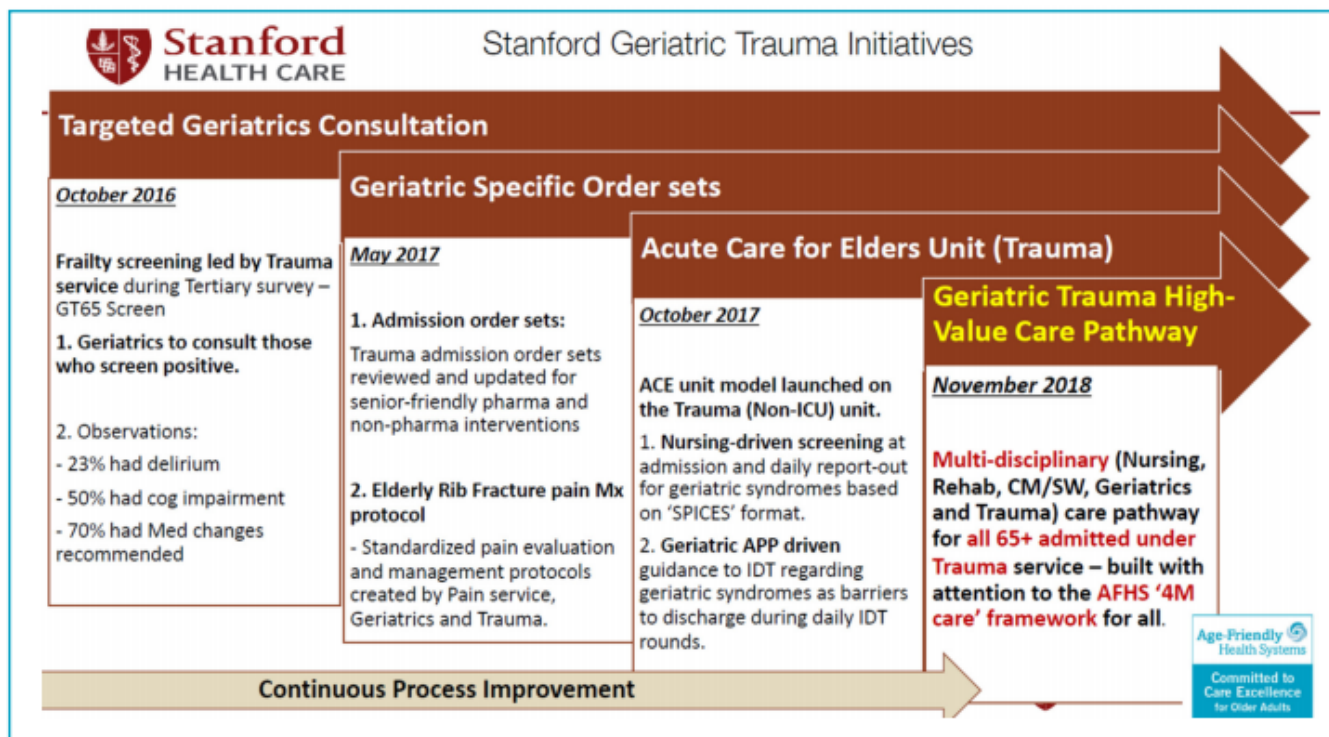 Stanford
HEALTH CARE
Stanford Geriatric Trauma Initiatives
Targeted Geriatrics Consultation
October 2016
Frailty screening led by Trauma
service during Tertiary survey –
GT65 Screen
1. Geriatrics to consult those
who screen positive.
2. Observations:
- 23% had delirium
- 50% had cog impairment
- 70% had Med changes
recommended
Geriatric Specific Order sets
May 2017
1. Admission order sets:
Trauma admission order sets
reviewed and updated for
senior-friendly pharma and
non-pharma interventions
2. Elderly Rib Fracture pain Mx
protocol
- Standardized pain evaluation
and management protocols
created by Pain service,
Geriatrics and Trauma.
Acute Care for Elders Unit (Trauma)
October 2017
ACE unit model launched on
the Trauma (Non-ICU) unit.
1. Nursing-driven screening at
admission and daily report-out
for geriatric syndromes based
on ‘SPICES’ format.
2. Geriatric APP driven
guidance to IDT regarding
geriatric syndromes as barriers
to discharge during daily IDT
rounds.
Geriatric Trauma High-
Value Care Pathway
November 2018
Multi-disciplinary (Nursing,
Rehab, CM/SW, Geriatrics
and Trauma) care pathway
for all 65+ admitted under
Trauma service – built with
attention to the AFHS ‘4M
care’ framework for all.
Age-Friendly
Health Systems
Committed to
Care Excellence
for Older Adults
Continuous Process Improvement